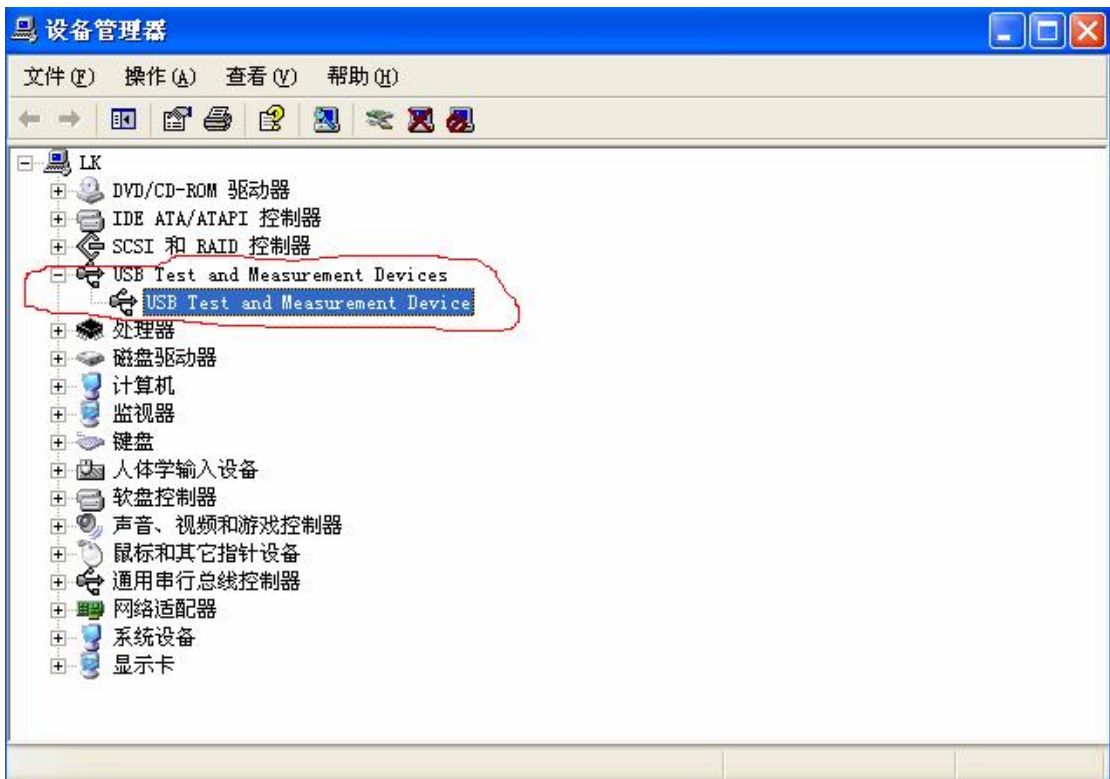 设备管理器
文件(F) 操作(A) 查看(V) 帮助(H)
LK
DVD/CD-ROM 驱动器
IDE ATA/ATAPI 控制器
SCSI 和 RAID 控制器
USB Test and Measurement Devices
USB Test and Measurement Device
处理器
磁盘驱动器
计算机
监视器
键盘
人体学输入设备
软盘控制器
声音、视频和游戏控制器
鼠标和其它指针设备
通用串行总线控制器
网络适配器
系统设备
显示卡